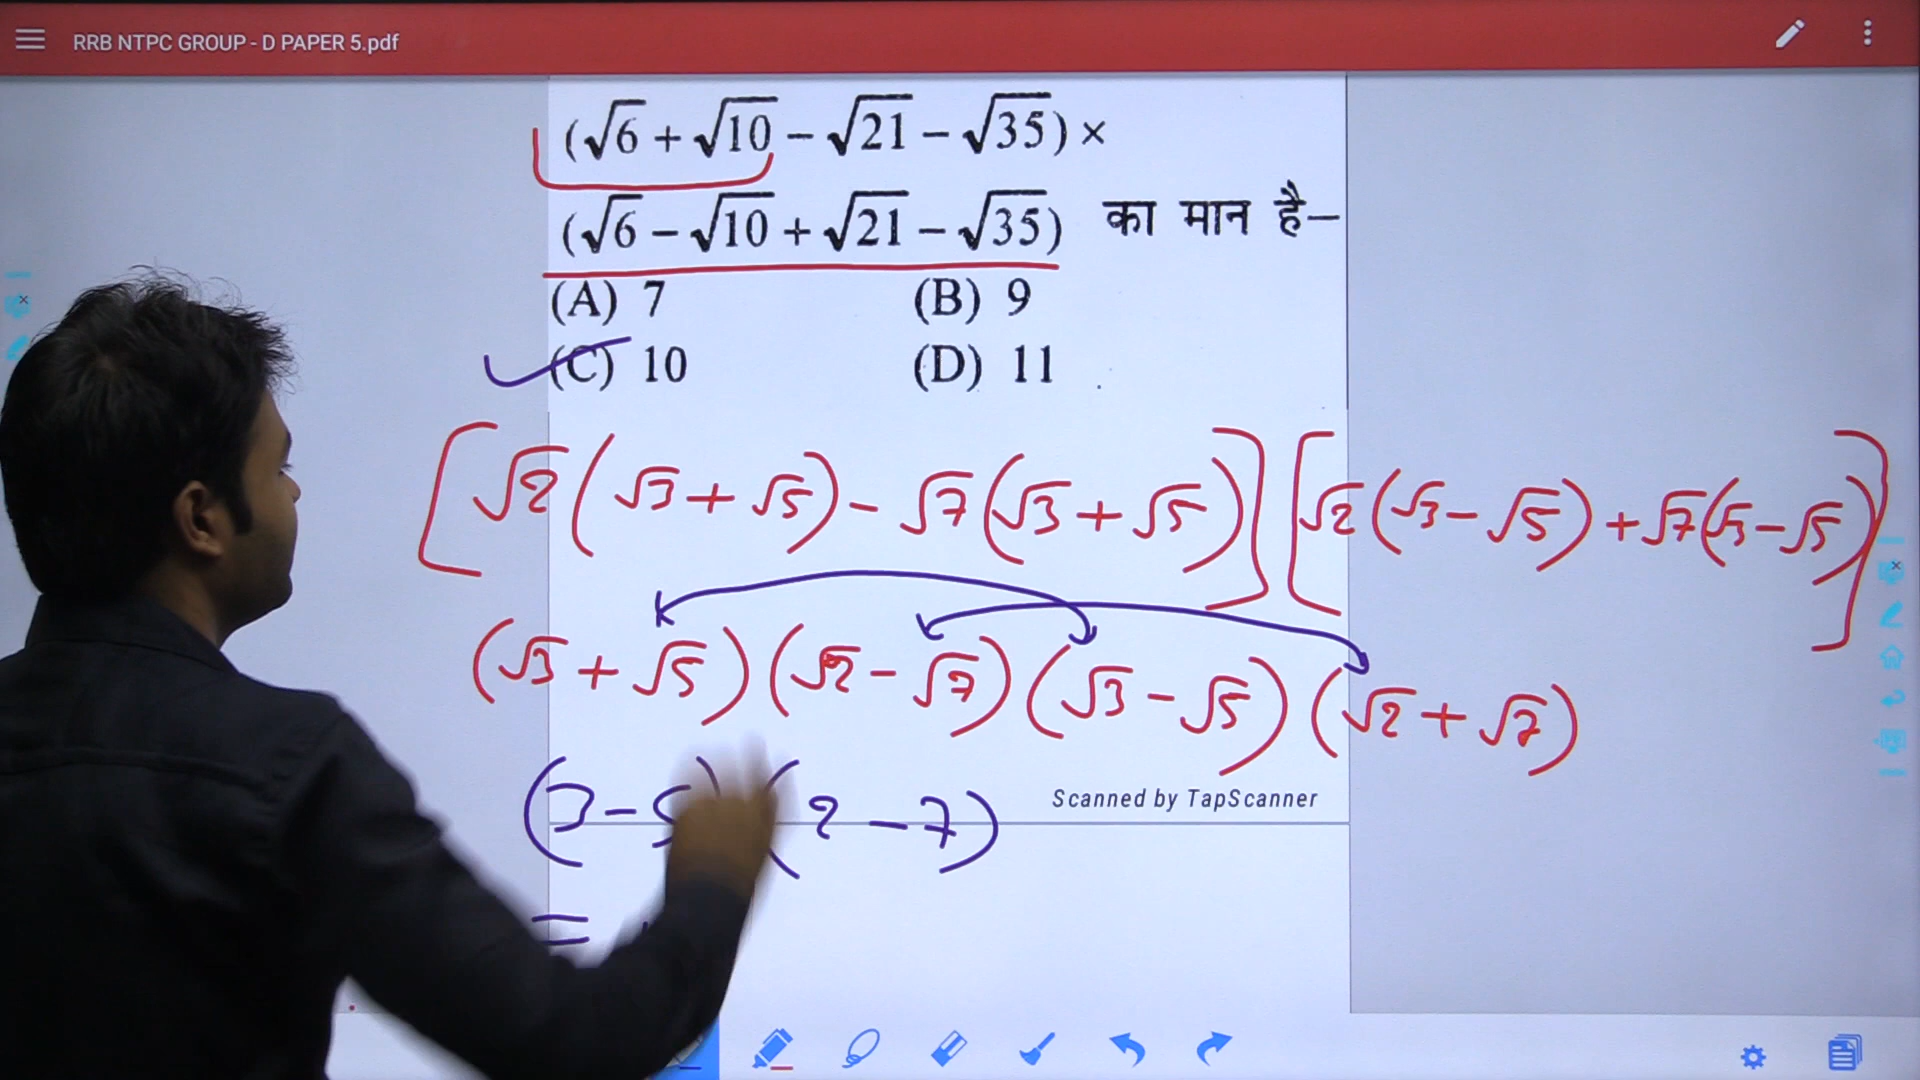 RRB NTPC GROUP - D PAPER 5.pdf
(√6 + √10 − √21 − √35) ×
(√6 − √10 + √21 − √35) का मान है–
(A) 7 (B) 9
(C) 10 (D) 11
[√2(√3 + √5) − √7(√3 + √5)] [√2(√3 − √5) + √7(√3 − √5)]
(√3 + √5)(√2 − √7)(√3 − √5)(√2 + √7)
(3 − 5)(2 − 7)
Scanned by TapScanner
=